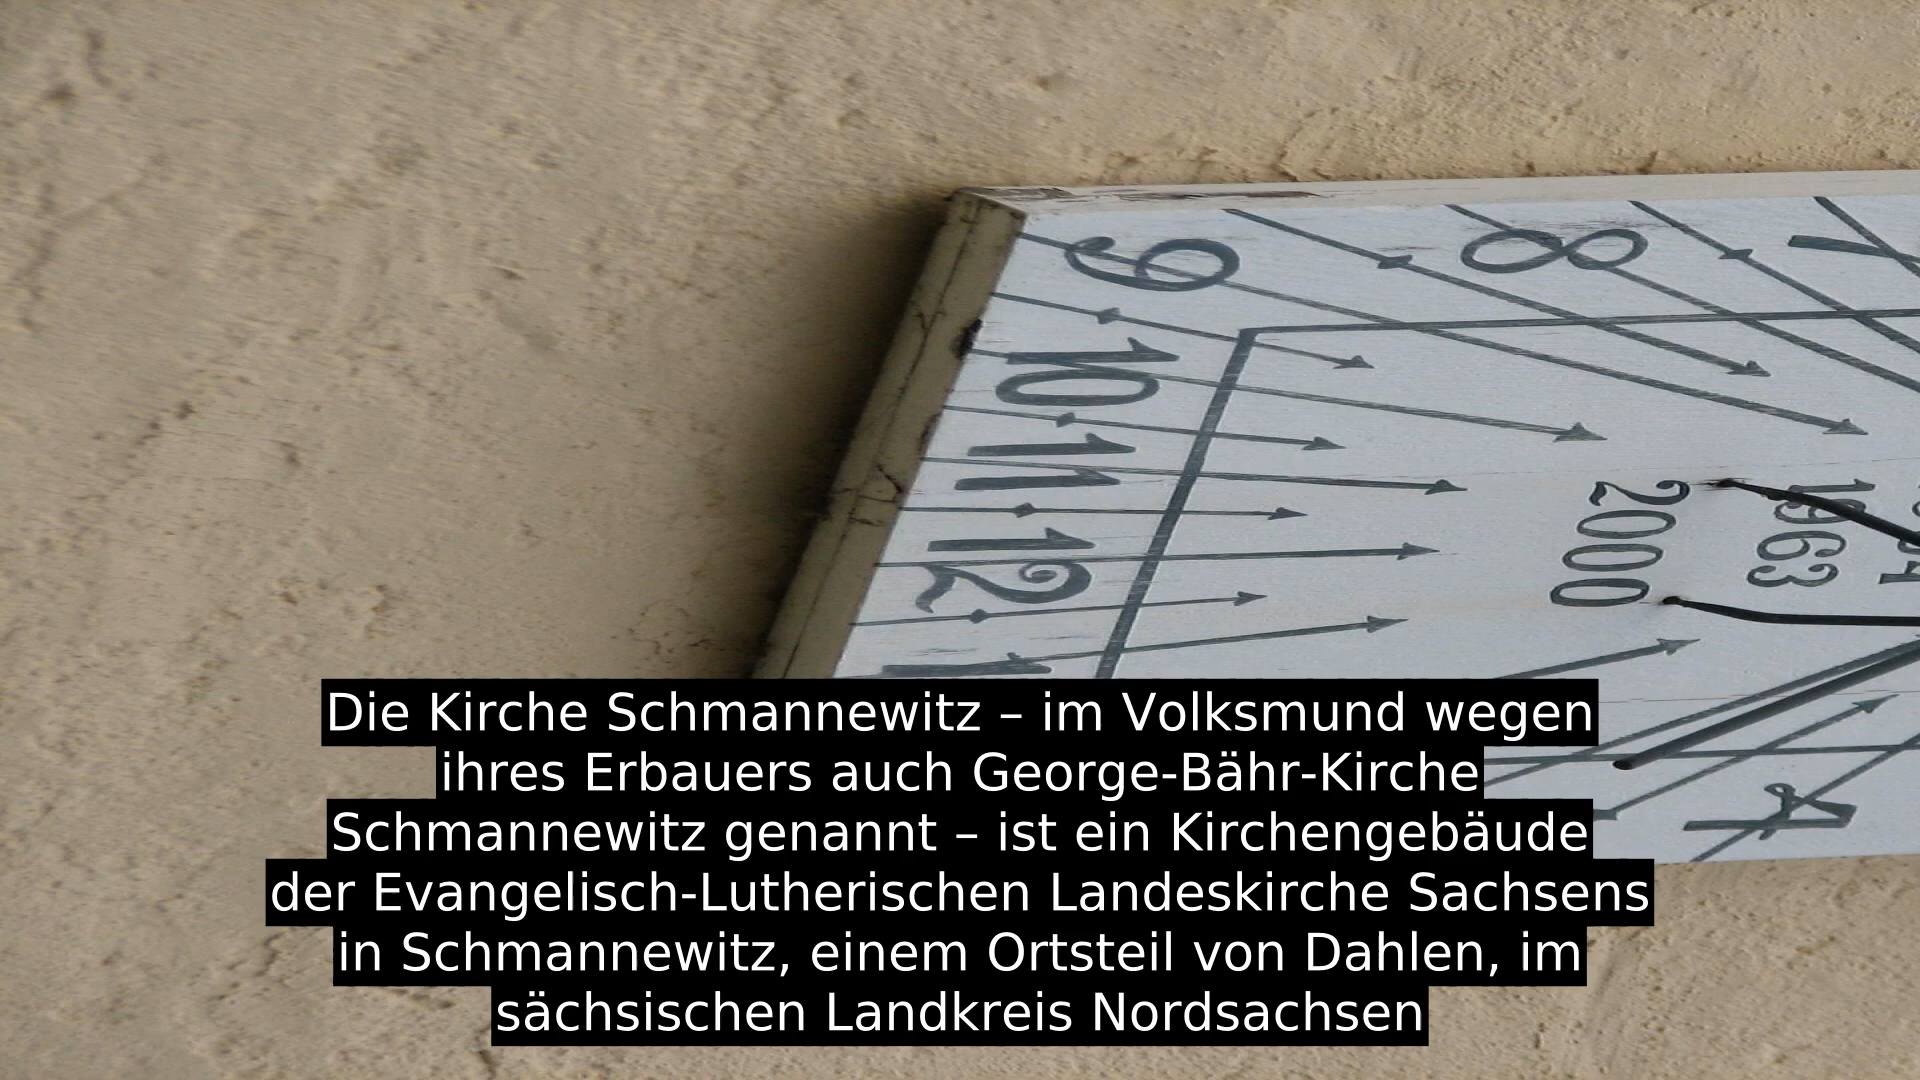 9
8
10
11
12
1
2000
1963
4
Die Kirche Schmannewitz – im Volksmund wegen
ihres Erbauers auch George-Bähr-Kirche
Schmannewitz genannt – ist ein Kirchengebäude
der Evangelisch-Lutherischen Landeskirche Sachsens
in Schmannewitz, einem Ortsteil von Dahlen, im
sächsischen Landkreis Nordsachsen